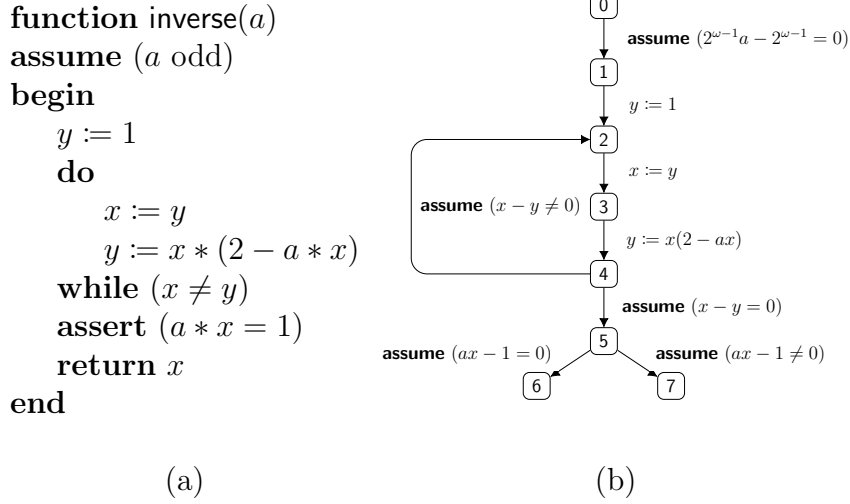 function inverse(a)
assume (a odd)
begin
y := 1
do
x := y
y := x ∗ (2 − a ∗ x)
while (x ≠ y)
assert (a ∗ x = 1)
return x
end
(a)
0
assume (2^{ω−1}a − 2^{ω−1} = 0)
1
y := 1
2
x := y
assume (x − y ≠ 0)
3
y := x(2 − ax)
4
assume (x − y = 0)
5
assume (ax − 1 = 0)
assume (ax − 1 ≠ 0)
6
7
(b)